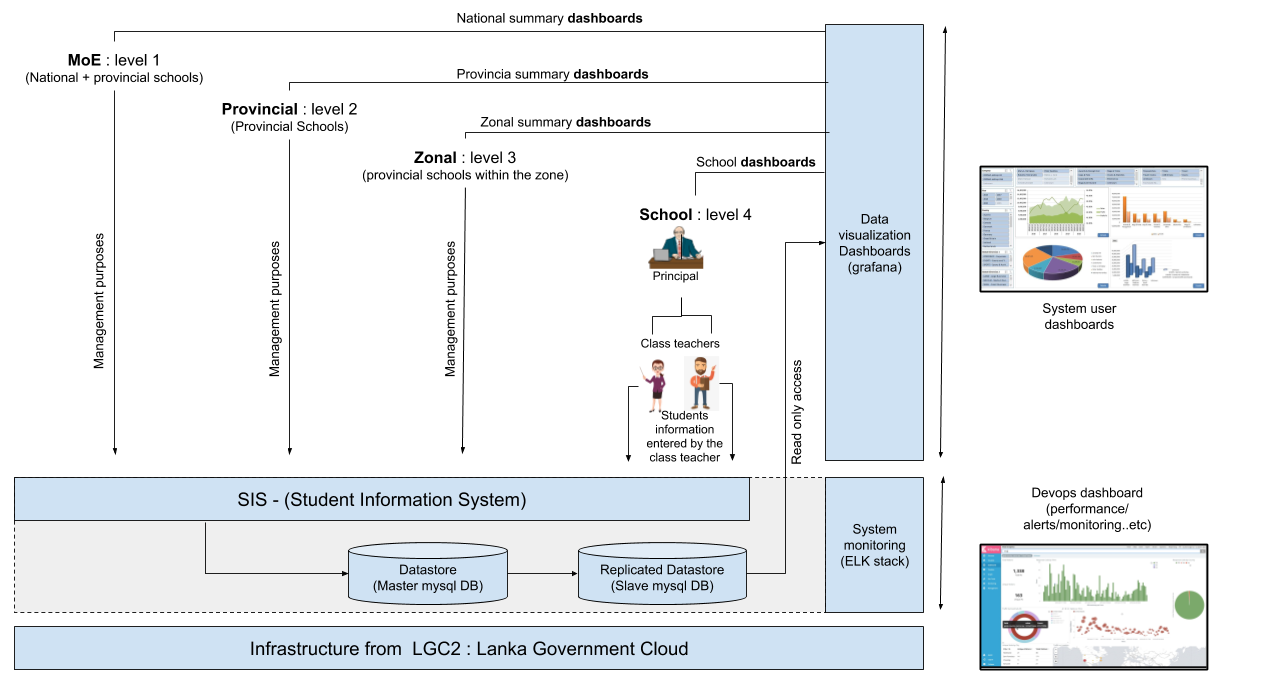 National summary dashboards
MoE : level 1
(National + provincial schools)
Provincia summary dashboards
Provincial : level 2
(Provincial Schools)
Zonal summary dashboards
Zonal : level 3
(provincial schools within the zone)
School dashboards
School : level 4
Principal
Class teachers
Students
information
entered by the
class teacher
Management purposes
Management purposes
Management purposes
Read only access
Data
visualization
Dashboards
(grafana)
System user
dashboards
SIS - (Student Information System)
Datastore
(Master mysql DB)
Replicated Datastore
(Slave mysql DB)
System
monitoring
(ELK stack)
Devops dashboard
(performance/
alerts/monitoring..etc)
Infrastructure from LGC2 : Lanka Government Cloud